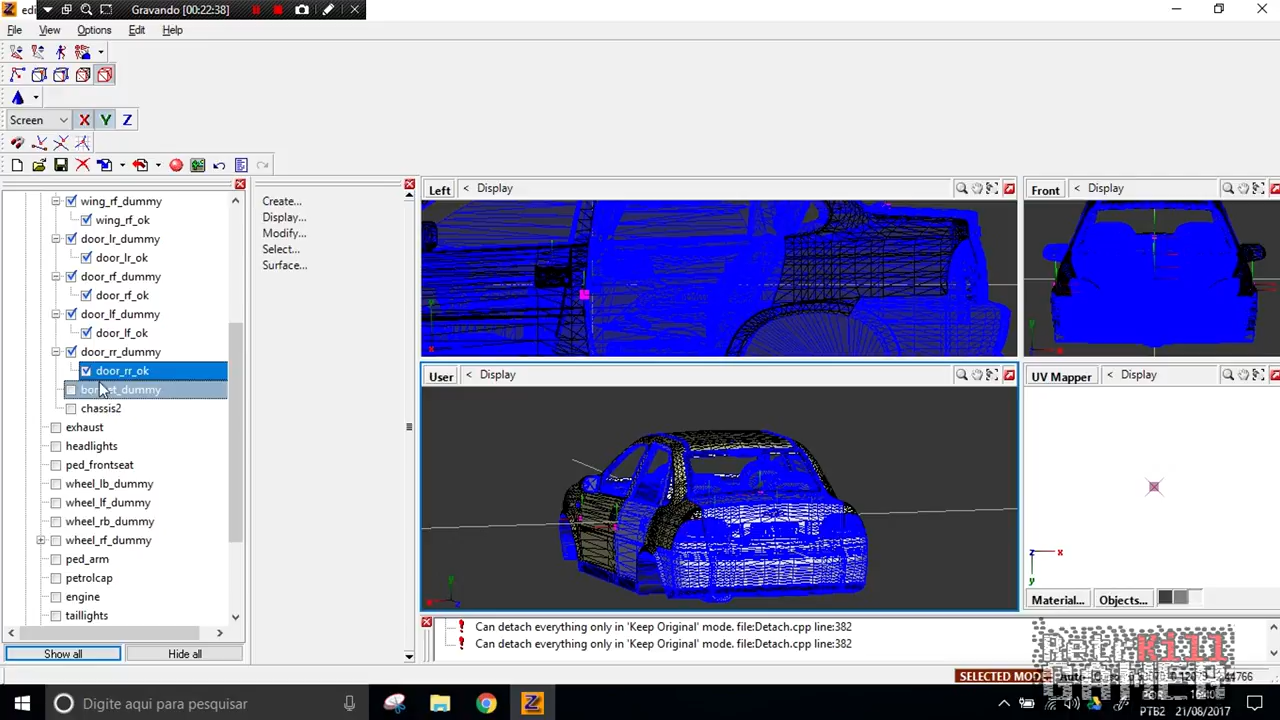 edi
Gravando [00:22:38]
File View Options Edit Help
Screen X Y Z
wing_rf_dummy
wing_rf_ok
door_lr_dummy
door_lr_ok
door_rf_dummy
door_rf_ok
door_lf_dummy
door_lf_ok
door_rr_dummy
door_rr_ok
bonnet_dummy
chassis2
exhaust
headlights
ped_frontseat
wheel_lb_dummy
wheel_lf_dummy
wheel_rb_dummy
wheel_rf_dummy
ped_arm
petrolcap
engine
taillights
Show all Hide all
Create...
Display...
Modify...
Select...
Surface...
Left < Display
Front < Display
User < Display
UV Mapper < Display
Material... Objects...
Can detach everything only in 'Keep Original' mode. file:Detach.cpp line:382
Can detach everything only in 'Keep Original' mode. file:Detach.cpp line:382
SELECTED MODE Auto
Digite aqui para pesquisar
PTB2 21/08/2017